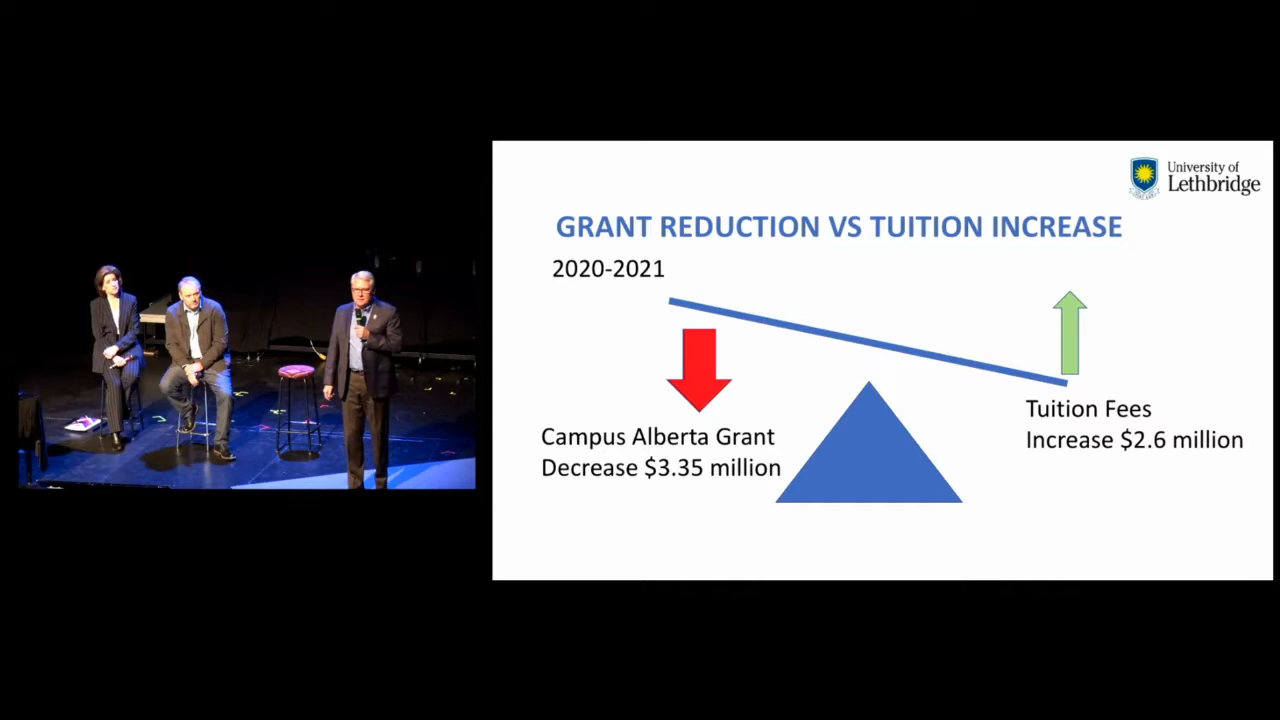 University of
Lethbridge
GRANT REDUCTION VS TUITION INCREASE
2020-2021
Campus Alberta Grant
Decrease $3.35 million
Tuition Fees
Increase $2.6 million